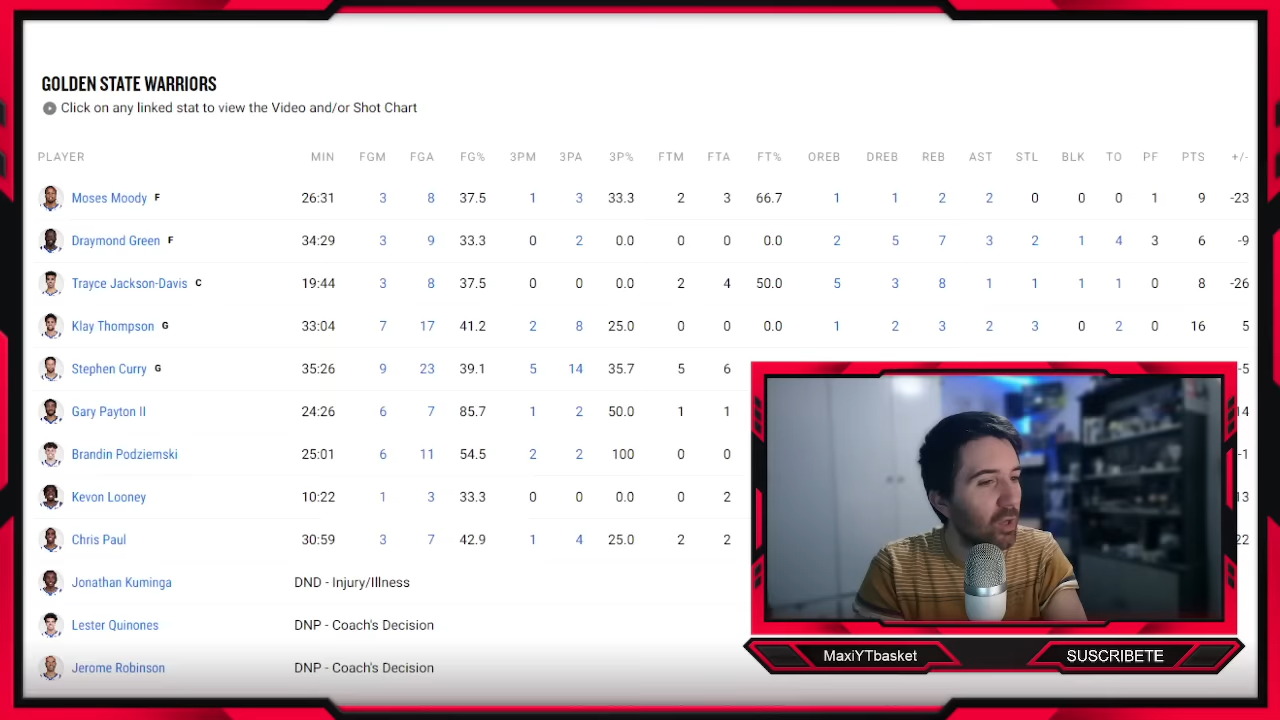 GOLDEN STATE WARRIORS
Click on any linked stat to view the Video and/or Shot Chart
PLAYER MIN FGM FGA FG% 3PM 3PA 3P% FTM FTA FT% OREB DREB REB AST STL BLK TO PF PTS +/-
Moses Moody F 26:31 3 8 37.5 1 3 33.3 2 3 66.7 1 1 2 2 0 0 0 1 9 -23
Draymond Green F 34:29 3 9 33.3 0 2 0.0 0 0 0.0 2 5 7 3 2 1 4 3 6 -9
Trayce Jackson-Davis C 19:44 3 8 37.5 0 0 0.0 2 4 50.0 5 3 8 1 1 1 1 0 8 -26
Klay Thompson G 33:04 7 17 41.2 2 8 25.0 0 0 0.0 1 2 3 2 3 0 2 0 16 5
Stephen Curry G 35:26 9 23 39.1 5 14 35.7 5 6 -5
Gary Payton II 24:26 6 7 85.7 1 2 50.0 1 1 14
Brandin Podziemski 25:01 6 11 54.5 2 2 100 0 0 -1
Kevon Looney 10:22 1 3 33.3 0 0 0.0 0 2 13
Chris Paul 30:59 3 7 42.9 1 4 25.0 2 2 22
Jonathan Kuminga DND - Injury/Illness
Lester Quinones DNP - Coach's Decision
Jerome Robinson DNP - Coach's Decision
MaxiYTbasket SUSCRIBETE